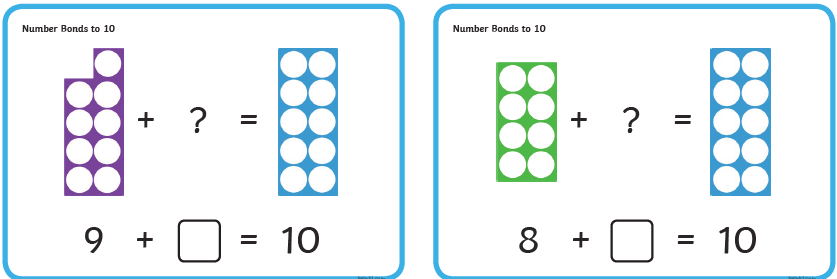 Number Bonds to 10
+ ? =
9 + = 10
Number Bonds to 10
+ ? =
8 + = 10